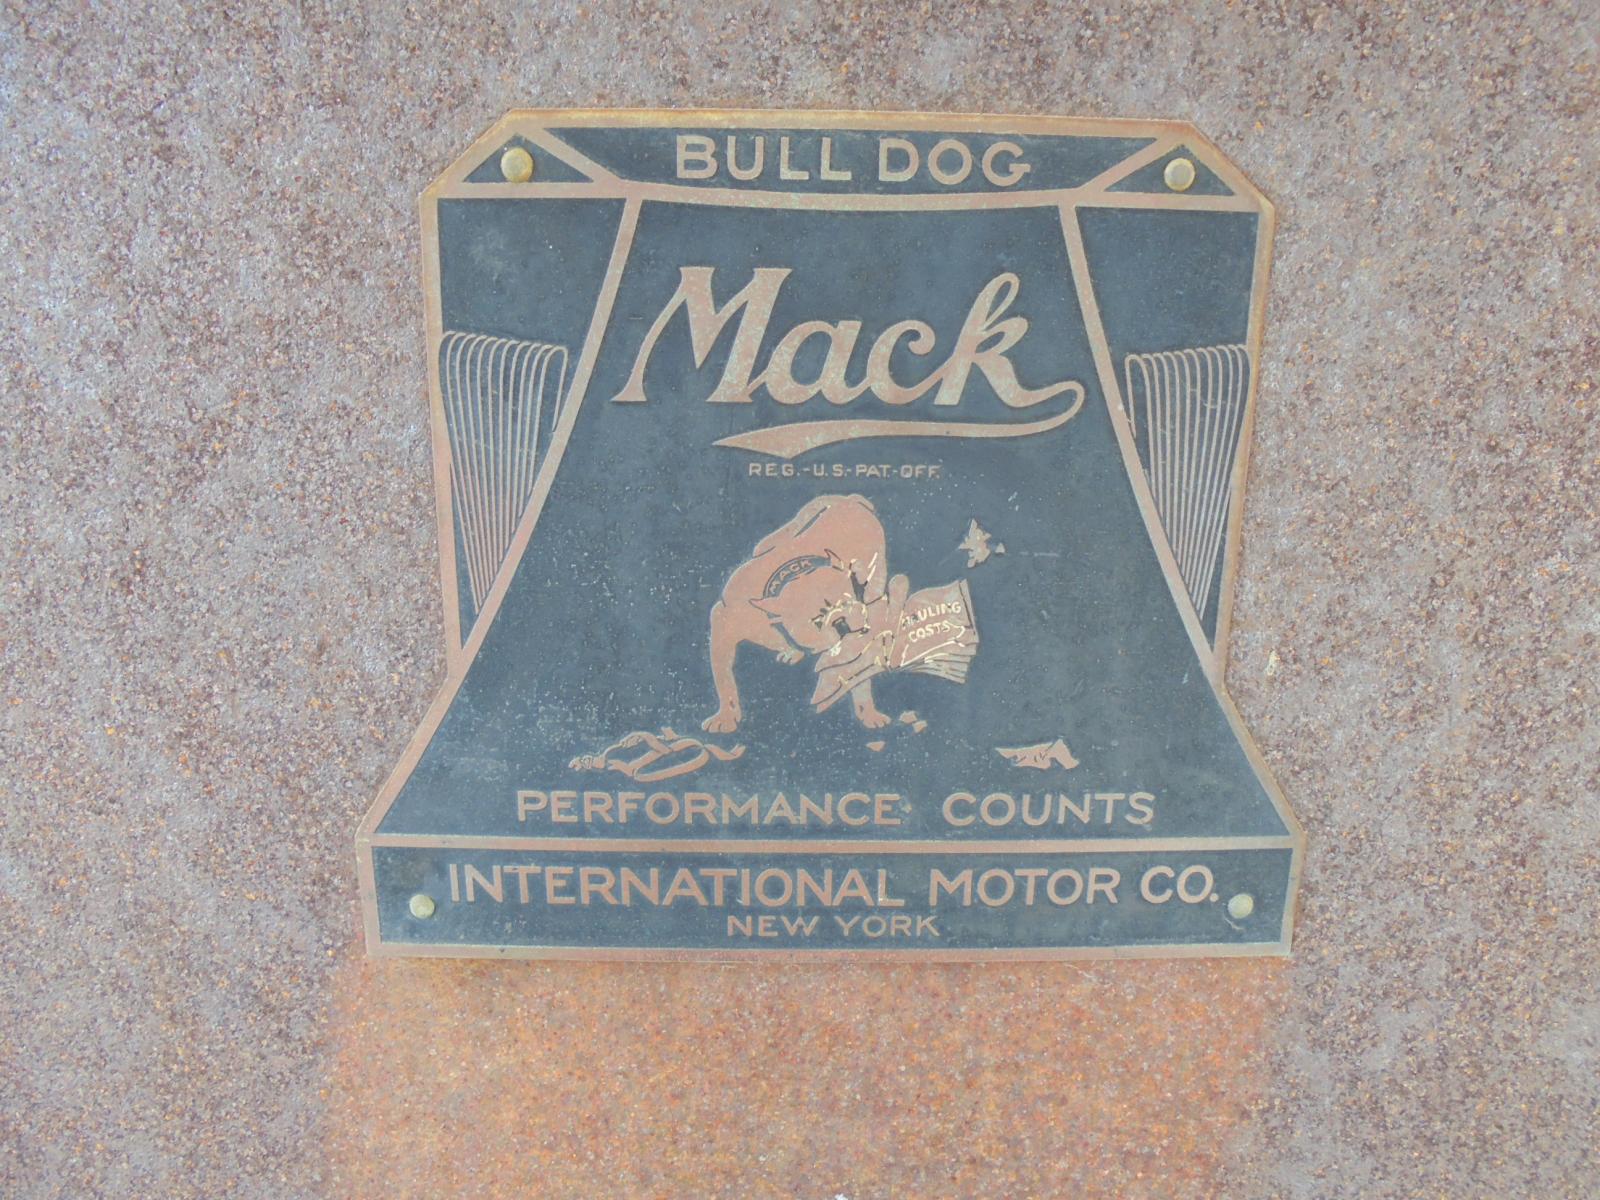 BULL DOG
Mack
REG.-U.S.-PAT-OFF.
MACK
HAULING
COSTS
PERFORMANCE COUNTS
INTERNATIONAL MOTOR CO.
NEW YORK